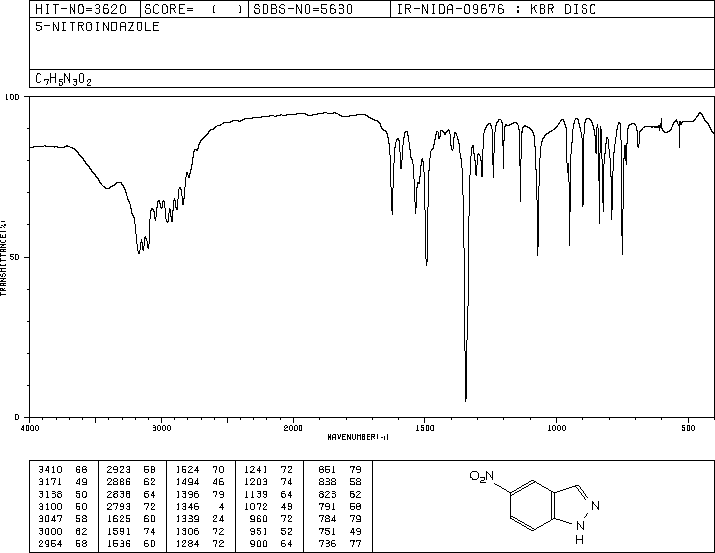 HIT-NO=3620 SCORE= ( ) SDBS-NO=5630 IR-NIDA-09676 : KBR DISC
5-NITROINDAZOLE
C7H5N3O2
100
50
0
TRANSMITTANCE(%)
4000 3000 2000 1500 1000 500
WAVENUMBER(-1)
3410 66 2923 58 1524 70 1241 72 851 79
3171 49 2886 62 1494 46 1203 74 838 58
3138 50 2838 64 1396 79 1139 64 823 62
3100 50 2793 72 1346 4 1072 49 791 58
3047 58 1625 60 1339 24 960 72 784 79
3000 62 1591 74 1306 72 951 52 751 49
2954 58 1536 60 1284 72 900 64 736 77
O2N
N
N
H